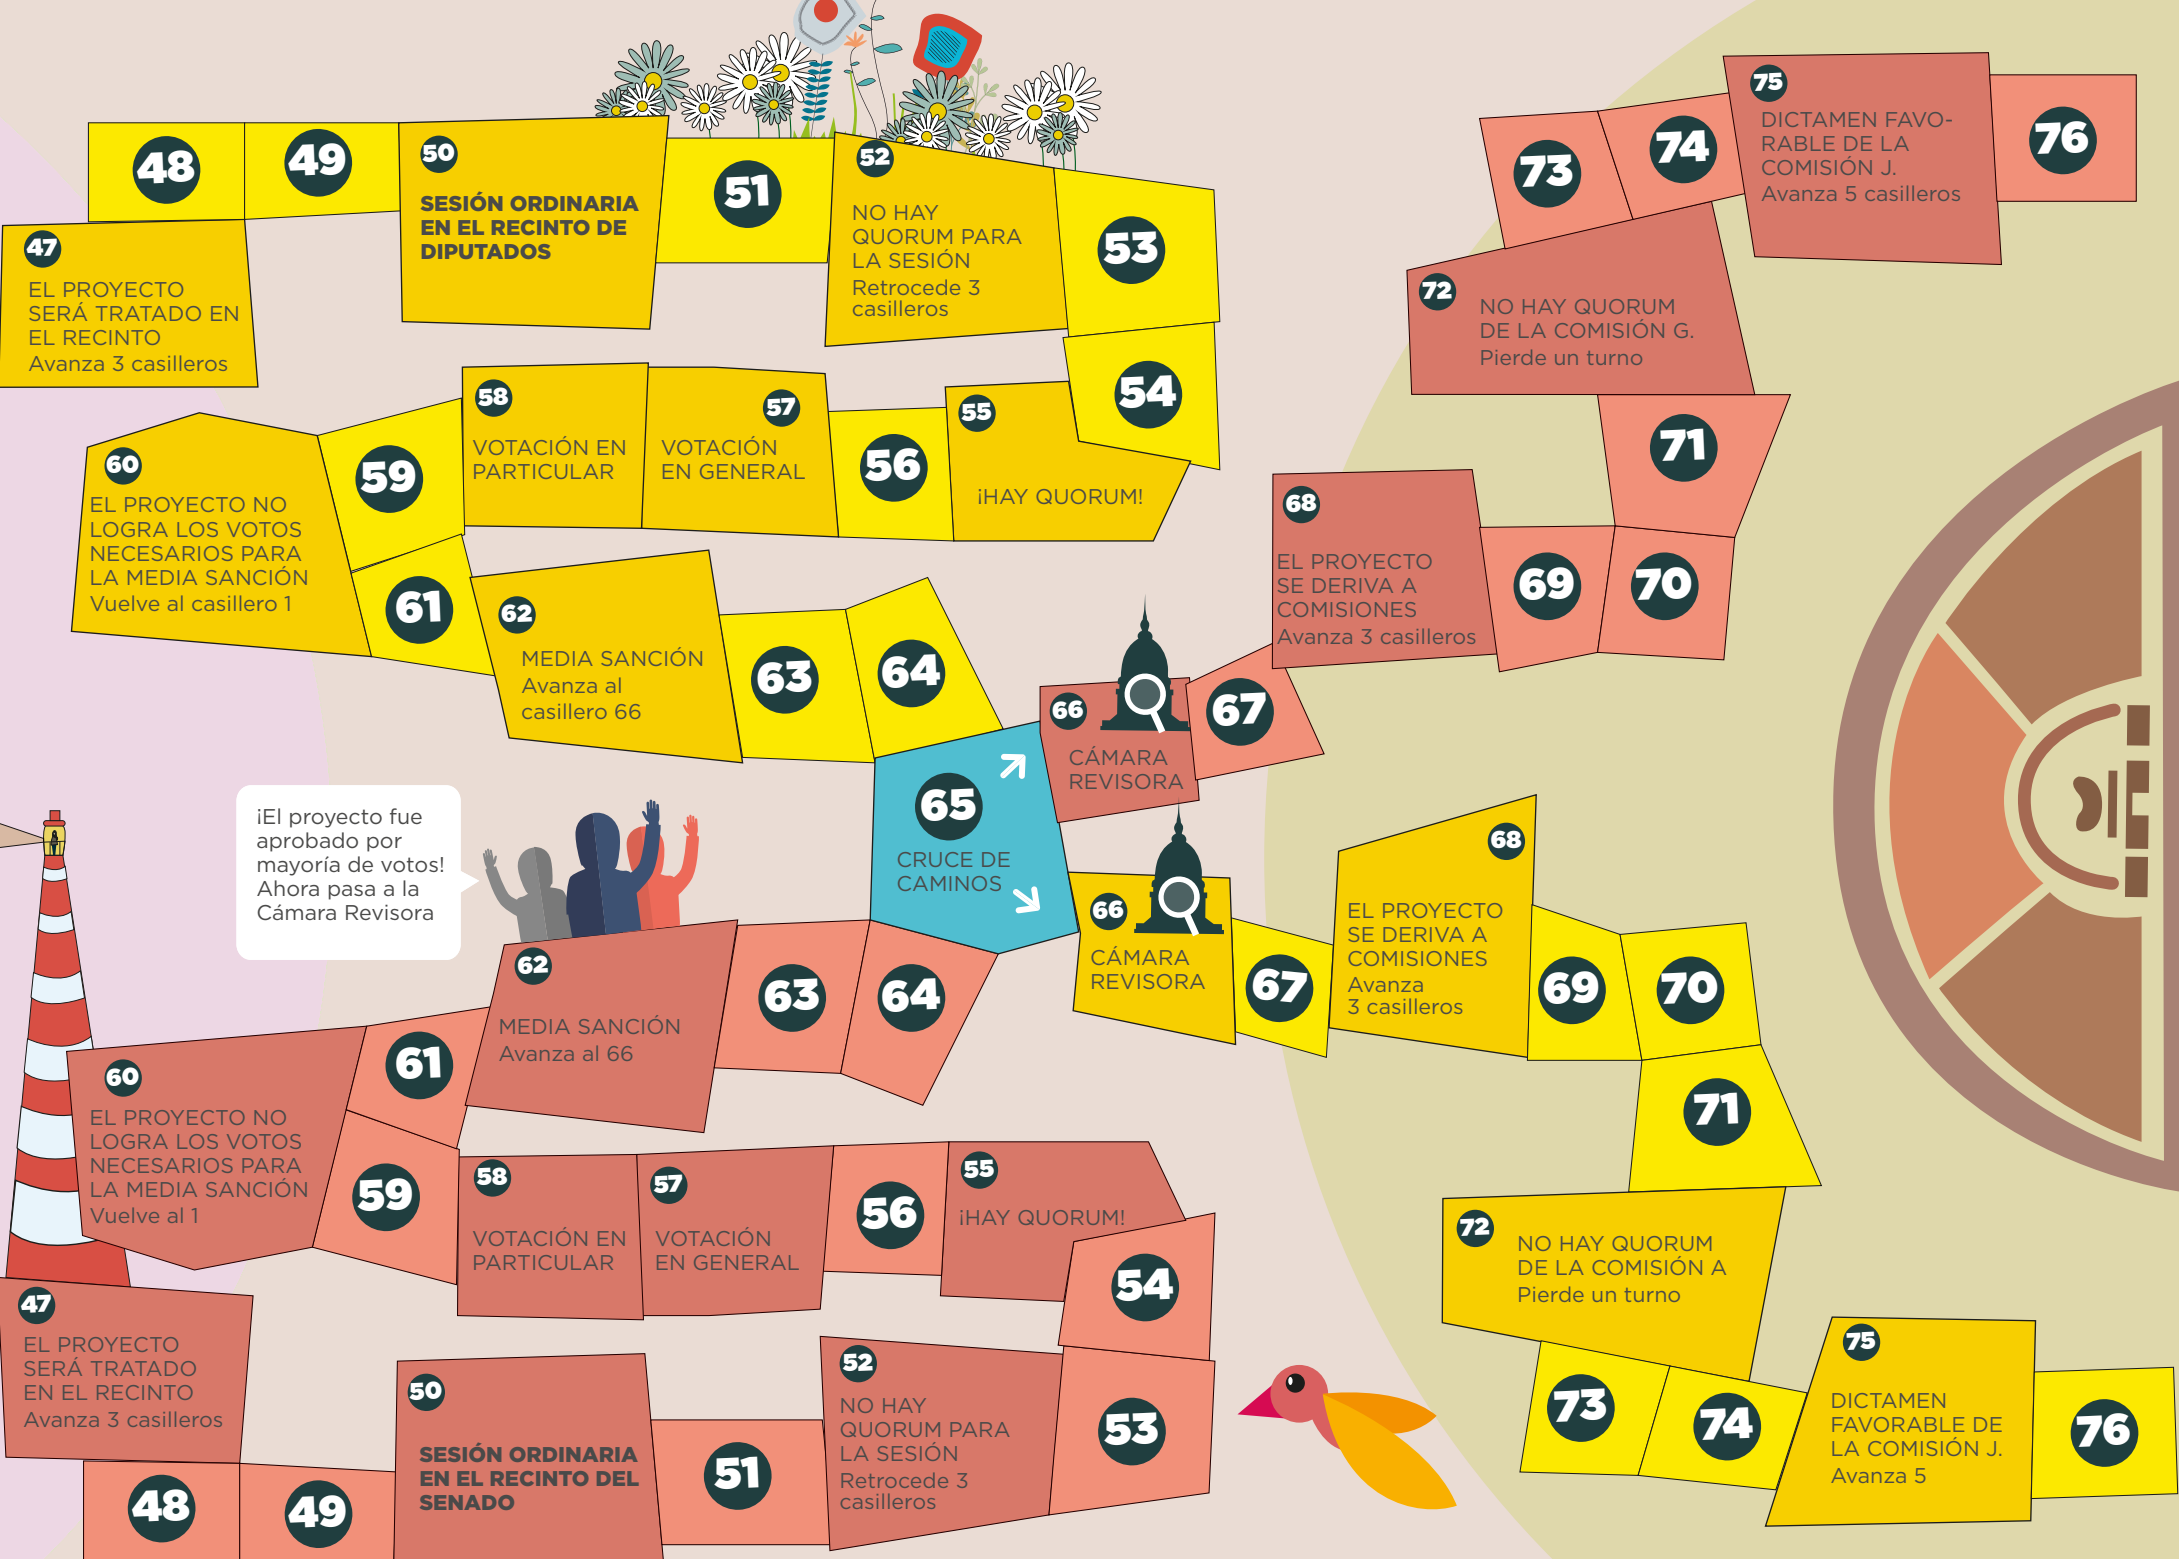 48
49
50
SESIÓN ORDINARIA
EN EL RECINTO DE
DIPUTADOS
51
52
NO HAY
QUORUM PARA
LA SESIÓN
Retrocede 3
casilleros
53
47
EL PROYECTO
SERÁ TRATADO EN
EL RECINTO
Avanza 3 casilleros
54
55
¡HAY QUORUM!
56
57
VOTACIÓN
EN GENERAL
58
VOTACIÓN EN
PARTICULAR
59
60
EL PROYECTO NO
LOGRA LOS VOTOS
NECESARIOS PARA
LA MEDIA SANCIÓN
Vuelve al casillero 1
61
62
MEDIA SANCIÓN
Avanza al
casillero 66
63
64
65
CRUCE DE
CAMINOS
66
CÁMARA
REVISORA
67
68
EL PROYECTO
SE DERIVA A
COMISIONES
Avanza 3 casilleros
69
70
71
72
NO HAY QUORUM
DE LA COMISIÓN G.
Pierde un turno
73
74
75
DICTAMEN FAVO-
RABLE DE LA
COMISIÓN J.
Avanza 5 casilleros
76
¡El proyecto fue
aprobado por
mayoría de votos!
Ahora pasa a la
Cámara Revisora
66
CÁMARA
REVISORA
67
68
EL PROYECTO
SE DERIVA A
COMISIONES
Avanza
3 casilleros
69
70
71
72
NO HAY QUORUM
DE LA COMISIÓN A
Pierde un turno
73
74
75
DICTAMEN
FAVORABLE DE
LA COMISIÓN J.
Avanza 5
76
62
MEDIA SANCIÓN
Avanza al 66
63
64
61
60
EL PROYECTO NO
LOGRA LOS VOTOS
NECESARIOS PARA
LA MEDIA SANCIÓN
Vuelve al 1
59
58
VOTACIÓN EN
PARTICULAR
57
VOTACIÓN
EN GENERAL
56
55
¡HAY QUORUM!
54
47
EL PROYECTO
SERÁ TRATADO
EN EL RECINTO
Avanza 3 casilleros
48
49
50
SESIÓN ORDINARIA
EN EL RECINTO DEL
SENADO
51
52
NO HAY
QUORUM PARA
LA SESIÓN
Retrocede 3
casilleros
53